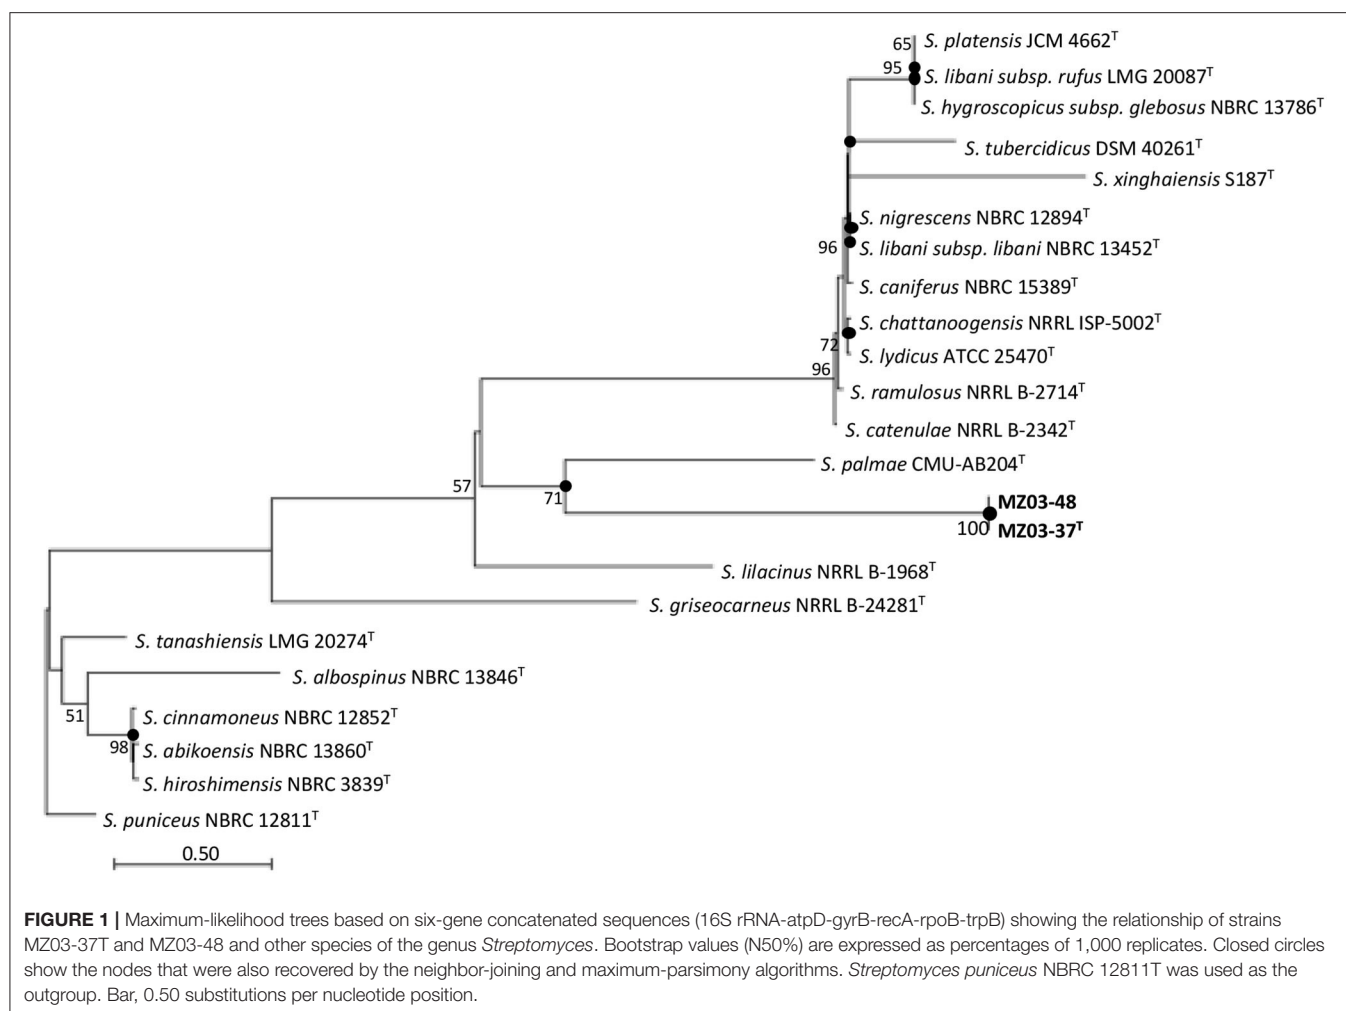 65
S. platensis JCM 4662T
95
S. libani subsp. rufus LMG 20087T
S. hygroscopicus subsp. glebosus NBRC 13786T
S. tubercidicus DSM 40261T
S. xinghaiensis S187T
S. nigrescens NBRC 12894T
96
S. libani subsp. libani NBRC 13452T
S. caniferus NBRC 15389T
S. chattanoogensis NRRL ISP-5002T
72
S. lydicus ATCC 25470T
96
S. ramulosus NRRL B-2714T
S. catenulae NRRL B-2342T
S. palmae CMU-AB204T
57
71
MZ03-48
100
MZ03-37T
S. lilacinus NRRL B-1968T
S. griseocarneus NRRL B-24281T
S. tanashiensis LMG 20274T
S. albospinus NBRC 13846T
51
S. cinnamoneus NBRC 12852T
98
S. abikoensis NBRC 13860T
S. hiroshimensis NBRC 3839T
S. puniceus NBRC 12811T
0.50
FIGURE 1 | Maximum-likelihood trees based on six-gene concatenated sequences (16S rRNA-atpD-gyrB-recA-rpoB-trpB) showing the relationship of strains
MZ03-37T and MZ03-48 and other species of the genus Streptomyces. Bootstrap values (N50%) are expressed as percentages of 1,000 replicates. Closed circles
show the nodes that were also recovered by the neighbor-joining and maximum-parsimony algorithms. Streptomyces puniceus NBRC 12811T was used as the
outgroup. Bar, 0.50 substitutions per nucleotide position.